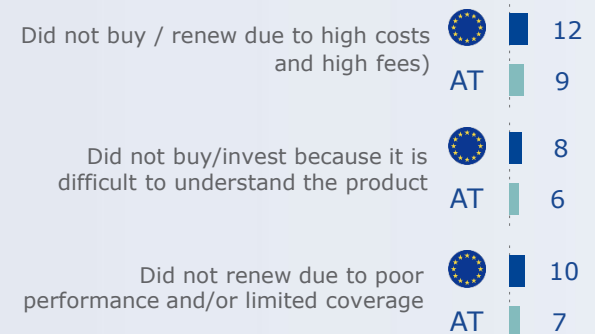 Did not buy / renew due to high costs
and high fees)
12
AT 9
Did not buy/invest because it is
difficult to understand the product
8
AT 6
Did not renew due to poor
performance and/or limited coverage
10
AT 7